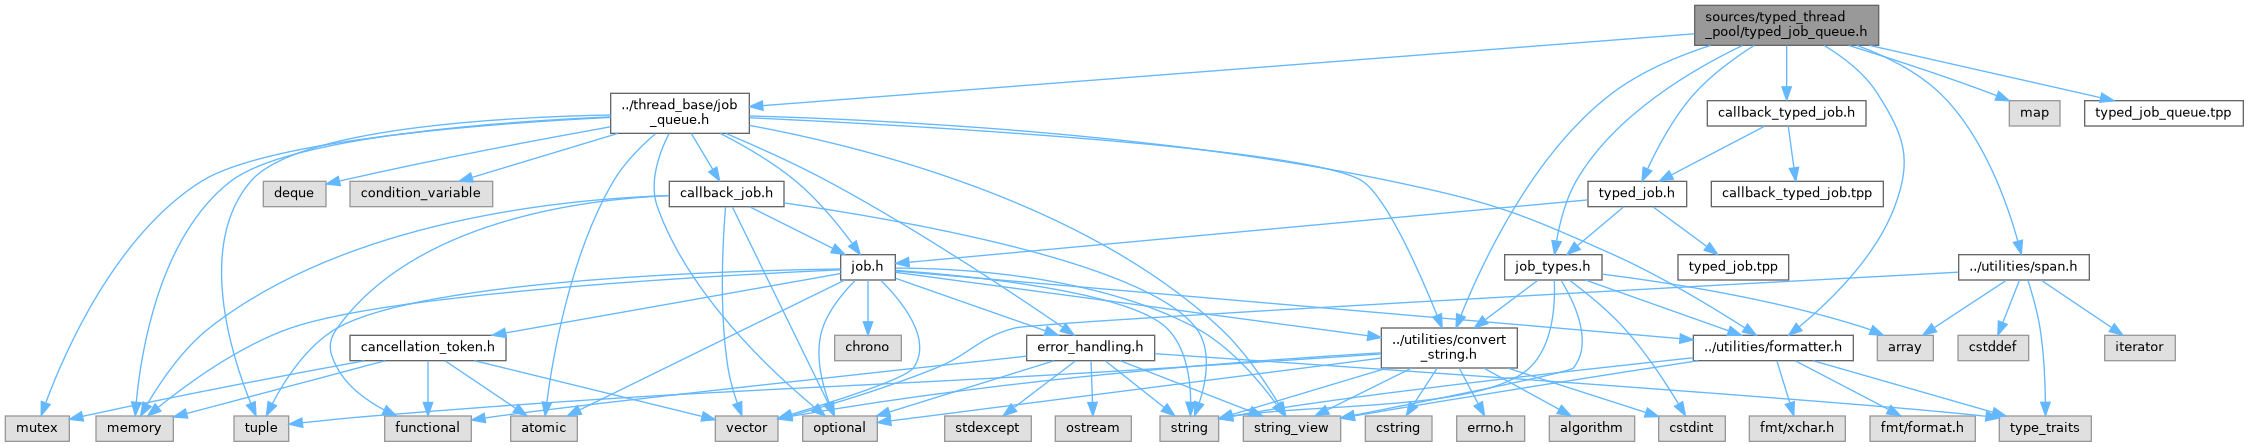 sources/typed_thread
_pool/typed_job_queue.h
../thread_base/job
_queue.h
callback_typed_job.h
map
typed_job_queue.tpp
deque
condition_variable
callback_job.h
typed_job.h
callback_typed_job.tpp
job.h
job_types.h
typed_job.tpp
../utilities/span.h
cancellation_token.h
chrono
error_handling.h
../utilities/convert
_string.h
../utilities/formatter.h
array
cstddef
iterator
mutex
memory
tuple
functional
atomic
vector
optional
stdexcept
ostream
string
string_view
cstring
errno.h
algorithm
cstdint
fmt/xchar.h
fmt/format.h
type_traits